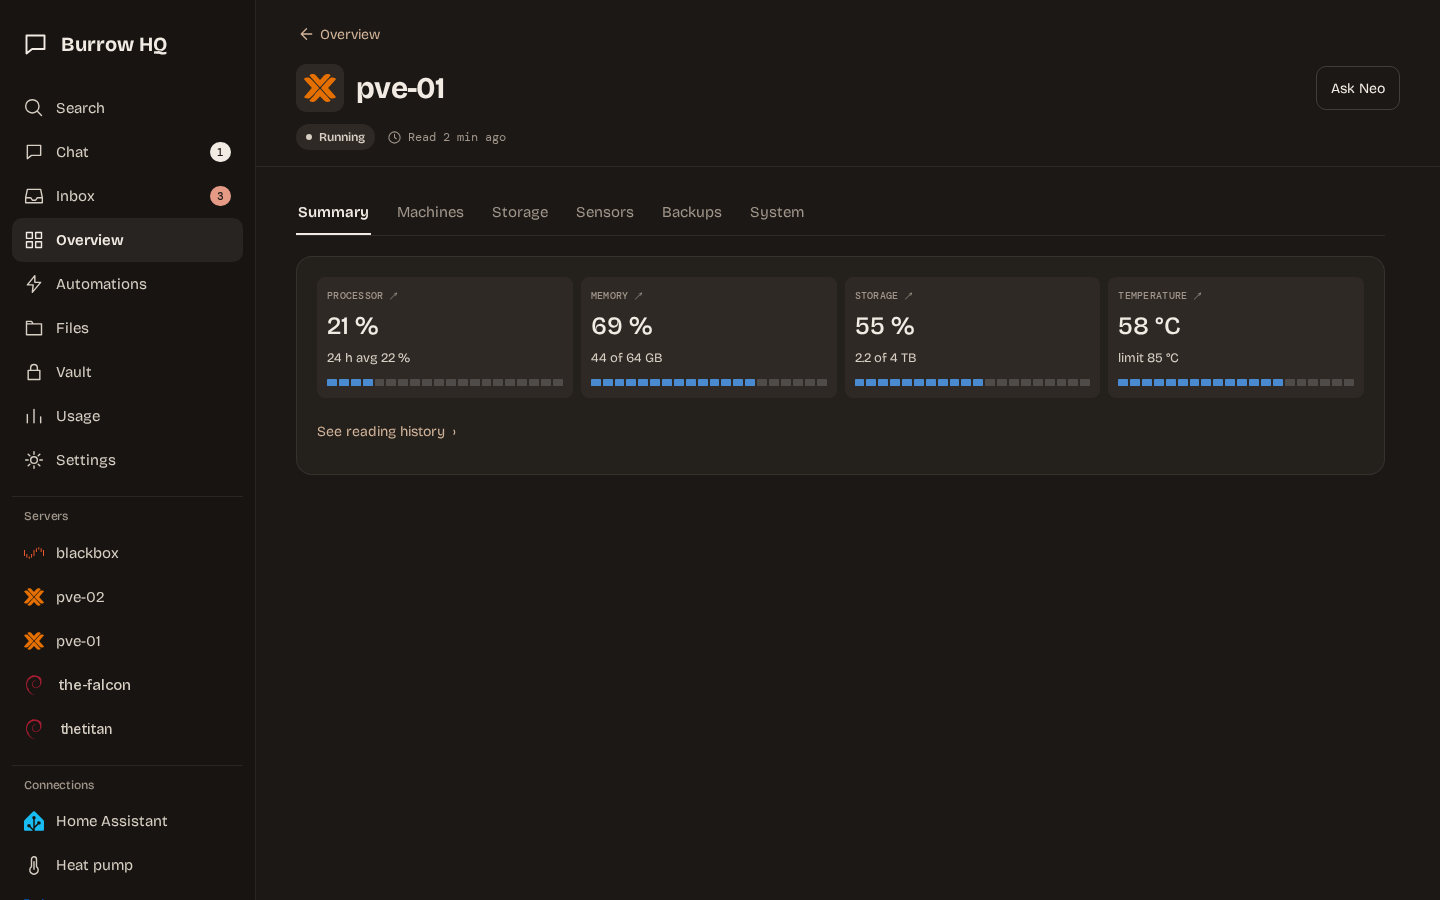 Burrow HQ
Search
Chat 1
Inbox 3
Overview
Automations
Files
Vault
Usage
Settings
Servers
blackbox
pve-02
pve-01
the-falcon
thetitan
Connections
Home Assistant
Heat pump
← Overview
pve-01
Ask Neo
Running
Read 2 min ago
Summary Machines Storage Sensors Backups System
PROCESSOR ↗
21 %
24 h avg 22 %
MEMORY ↗
69 %
44 of 64 GB
STORAGE ↗
55 %
2.2 of 4 TB
TEMPERATURE ↗
58 °C
limit 85 °C
See reading history ›